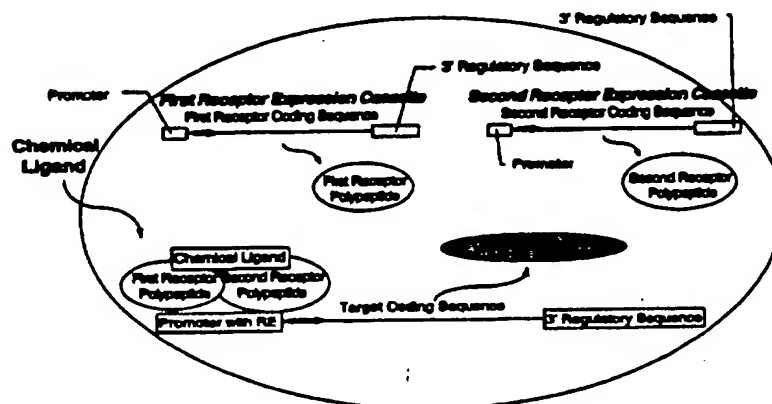 3' Regulatory Sequence
3' Regulatory Sequence
Promoter
First Receptor Expression Cassette
First Receptor Coding Sequence
Second Receptor Expression Cassette
Second Receptor Coding Sequence
Promoter
Chemical
Ligand
First Receptor
Polypeptide
Second Receptor
Polypeptide
Chemical Ligand
First Receptor
Polypeptide
Second Receptor
Polypeptide
Target Coding Sequence
Promoter with RE
3' Regulatory Sequence